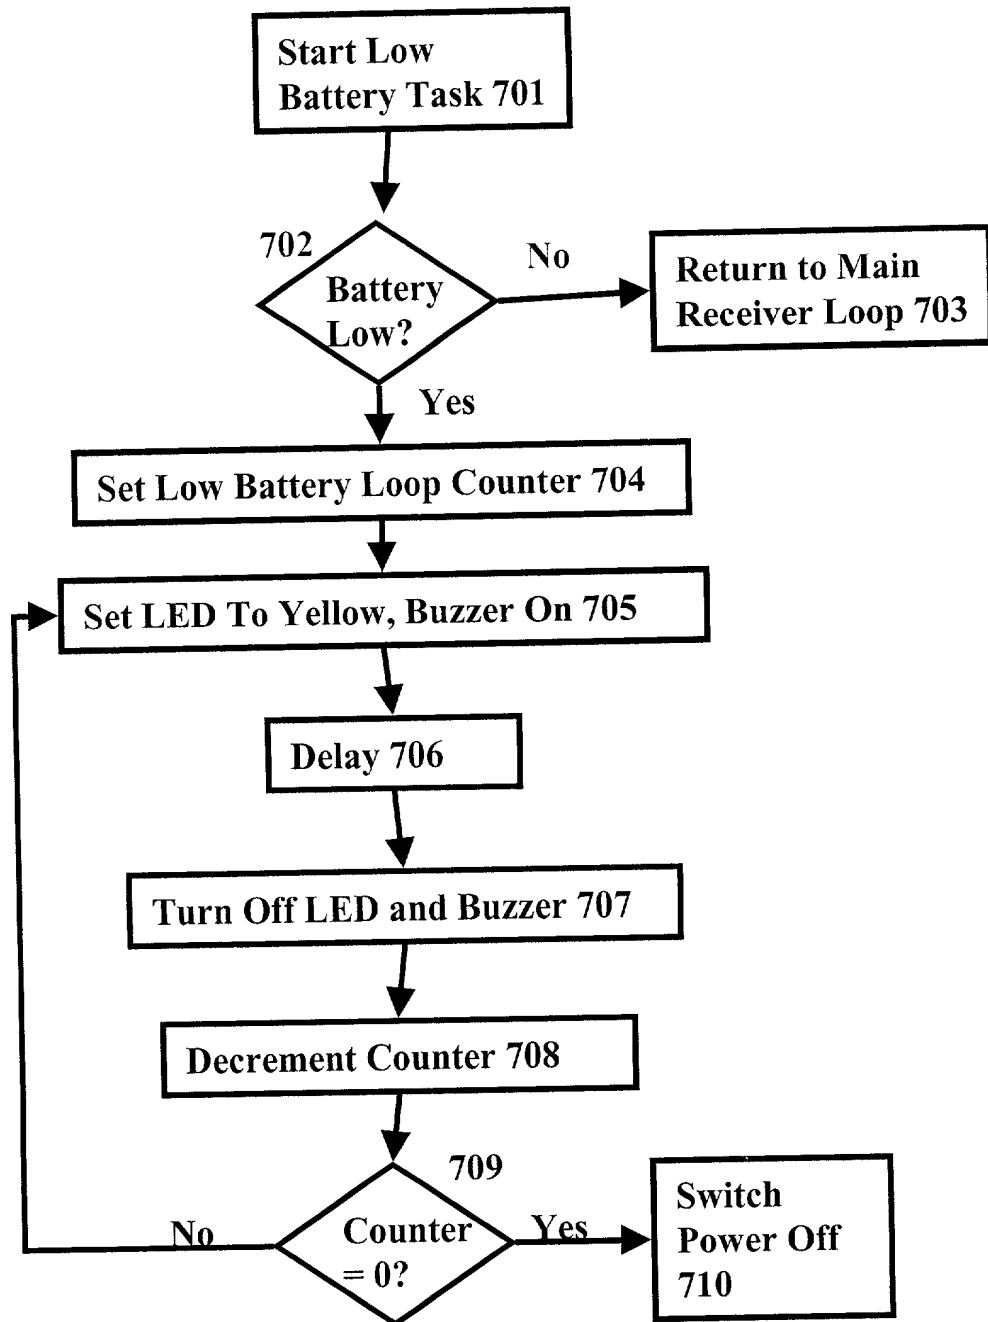 Start Low
Battery Task 701
702
Battery
Low?
No
Return to Main
Receiver Loop 703
Yes
Set Low Battery Loop Counter 704
Set LED To Yellow, Buzzer On 705
Delay 706
Turn Off LED and Buzzer 707
Decrement Counter 708
709
Counter
= 0?
No
Yes
Switch
Power Off
710